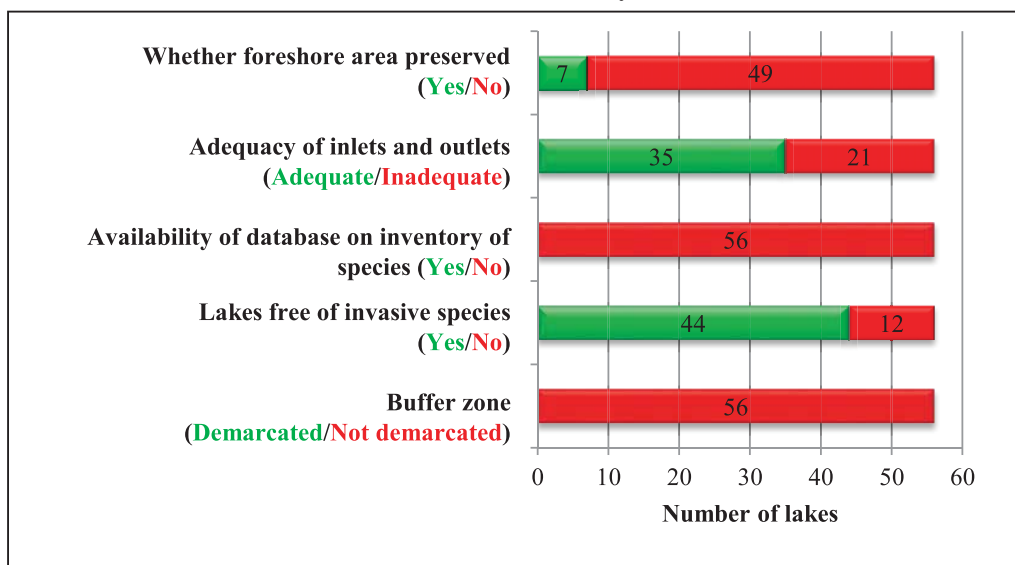 Whether foreshore area preserved
(Yes/No)
7
49
Adequacy of inlets and outlets
(Adequate/Inadequate)
35
21
Availability of database on inventory of
species (Yes/No)
56
Lakes free of invasive species
(Yes/No)
44
12
Buffer zone
(Demarcated/Not demarcated)
56
0 10 20 30 40 50 60
Number of lakes